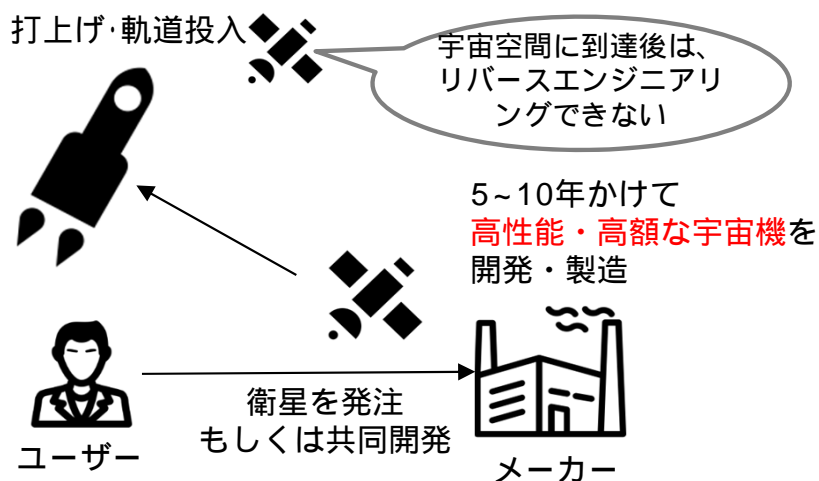 打上げ·軌道投入
宇宙空間に到達後は、
リバースエンジニアリ
ングできない
5~10年かけて
高性能・高額な宇宙機を
開発・製造
衛星を発注
もしくは共同開発
ユーザー
メーカー